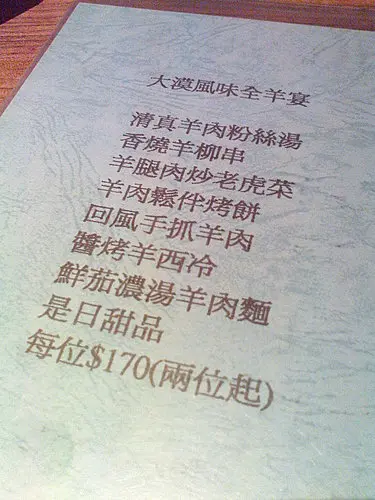 大漠風味全羊宴
清真羊肉粉絲湯
香燒羊柳串
羊腿肉炒老虎菜
羊肉鬆伴烤餅
回風手抓羊肉
醬烤羊西冷
鮮茄濃湯羊肉麵
是日甜品
每位$170(兩位起)